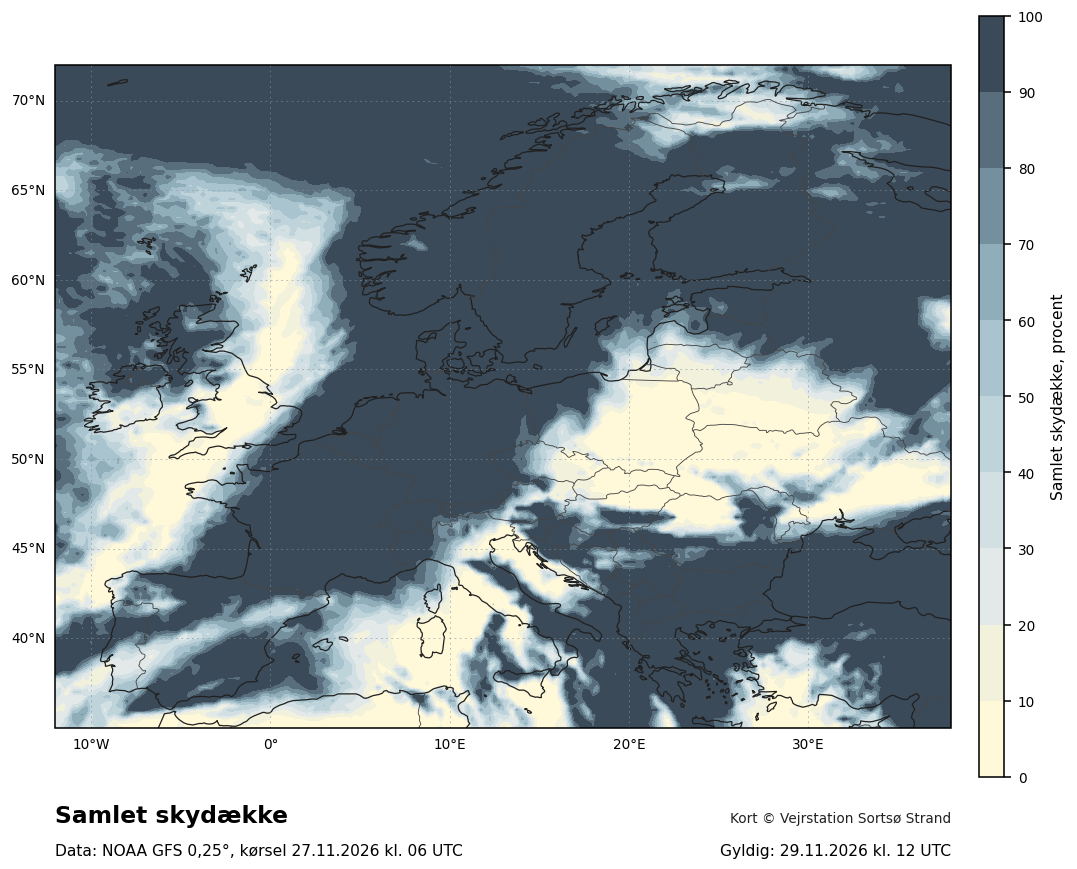 70°N
65°N
60°N
55°N
50°N
45°N
40°N
10°W
0°
10°E
20°E
30°E
100
90
80
70
60
50
40
30
20
10
0
Samlet skydække, procent
Samlet skydække
Kort © Vejrstation Sortsø Strand
Data: NOAA GFS 0,25°, kørsel 27.11.2026 kl. 06 UTC
Gyldig: 29.11.2026 kl. 12 UTC